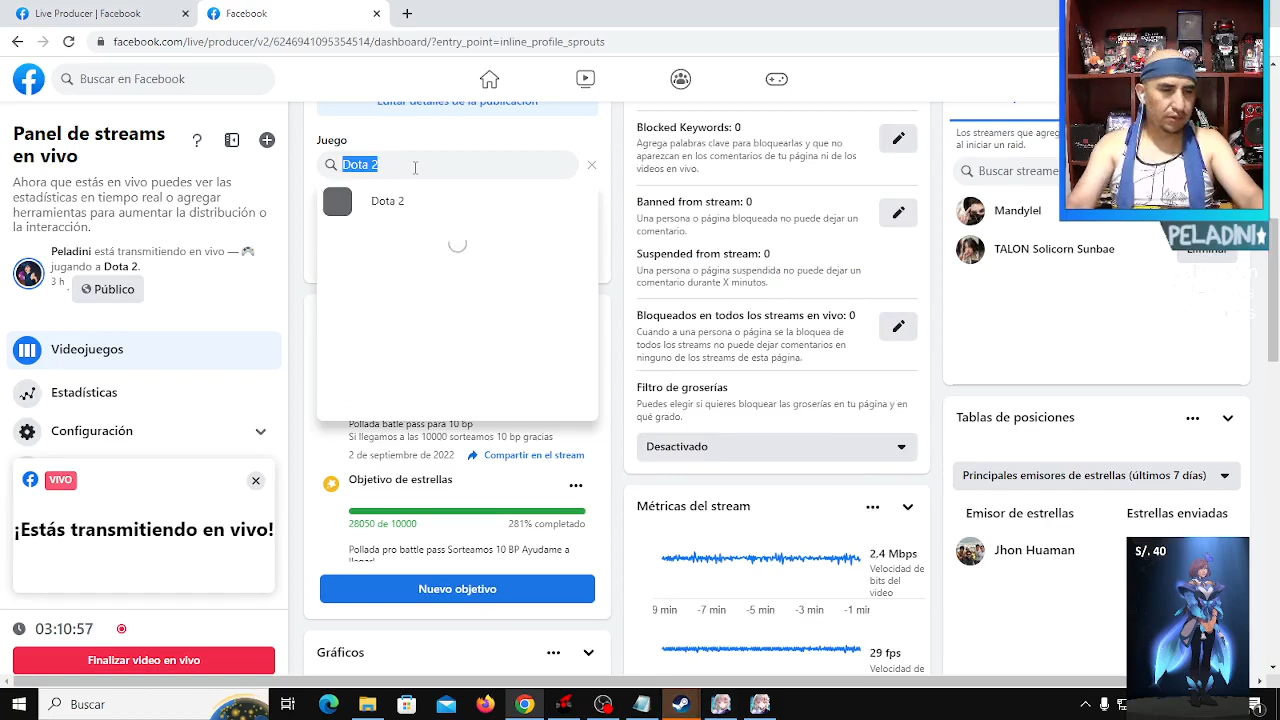 Live Producer | Facebook
Facebook
facebook.com/live/producer/v2/6246941095354514/dashboard/?entry_point=inline_profile_sprouts
Buscar en Facebook
Panel de streams
en vivo
Ahora que estás en vivo puedes ver las
estadísticas en tiempo real o agregar
herramientas para aumentar la distribución o
la interacción.
Peladini está transmitiendo en vivo — 🎮
jugando a Dota 2.
3 h
Público
Videojuegos
Estadísticas
Configuración
VIVO
¡Estás transmitiendo en vivo!
03:10:57
Finalizar video en vivo
Editar detalles de la publicación
Juego
Dota 2
Dota 2
Pollada batle pass para 10 bp
Si llegamos a las 10000 sorteamos 10 bp gracias
2 de septiembre de 2022
Compartir en el stream
Objetivo de estrellas
28050 de 10000
281% completado
Pollada pro battle pass Sorteamos 10 BP Ayudame a
Nuevo objetivo
Gráficos
Blocked Keywords: 0
Agrega palabras clave para bloquearlas y que no
aparezcan en los comentarios de tu página ni de los
videos en vivo.
Banned from stream: 0
Una persona o página bloqueada no puede dejar un
comentario.
Suspended from stream: 0
Una persona o página suspendida no puede dejar un
comentario durante X minutos.
Bloqueados en todos los streams en vivo: 0
Cuando a una persona o página se la bloquea de
todos los streams no puede dejar comentarios en
ninguno de los streams de esta página.
Filtro de groserías
Puedes elegir si quieres bloquear las groserías en tu página y en
qué grado.
Desactivado
Métricas del stream
2,4 Mbps
Velocidad de
bits del
video
9 min -7 min -5 min -3 min -1 min
29 fps
Velocidad de
Los streamers que agreg
al iniciar un raid.
Buscar streame
Mandylel
TALON Solicorn Sunbae
Eliminar
PELADINI
Tablas de posiciones
Principales emisores de estrellas (últimos 7 días)
Emisor de estrellas
Estrellas enviadas
Jhon Huaman
S/. 40
Buscar